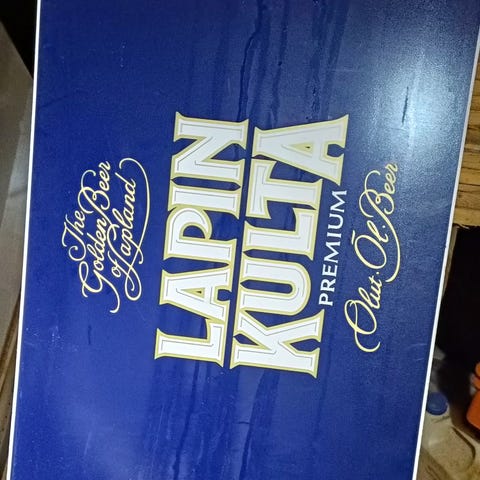 The
Golden Beer
of Lapland
LAPIN
KULTA
PREMIUM
Olut·Öl·Beer